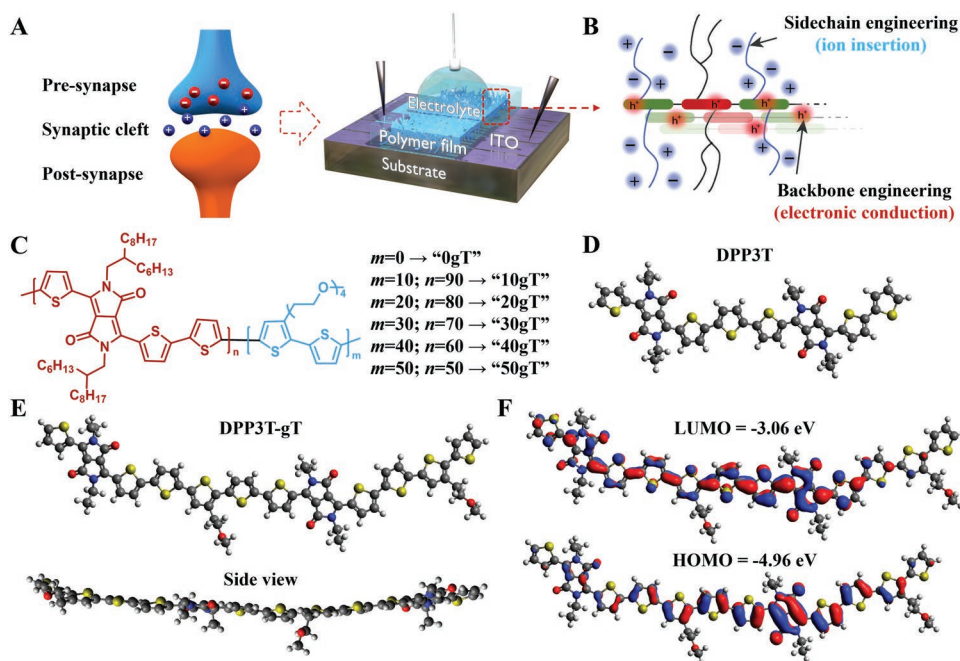 A
Pre-synapse
Synaptic cleft
Post-synapse
Electrolyte
Polymer film
ITO
Substrate
B
Sidechain engineering
(ion insertion)
h+
h+
h+
h+
h+
h+
Backbone engineering
(electronic conduction)
C
C8H17
C6H13
N
O
S
O
N
S
S
n
C6H13
C8H17
O
4
S
S
m
m=0 → “0gT”
m=10; n=90 → “10gT”
m=20; n=80 → “20gT”
m=30; n=70 → “30gT”
m=40; n=60 → “40gT”
m=50; n=50 → “50gT”
D
DPP3T
E
DPP3T-gT
Side view
F
LUMO = -3.06 eV
HOMO = -4.96 eV